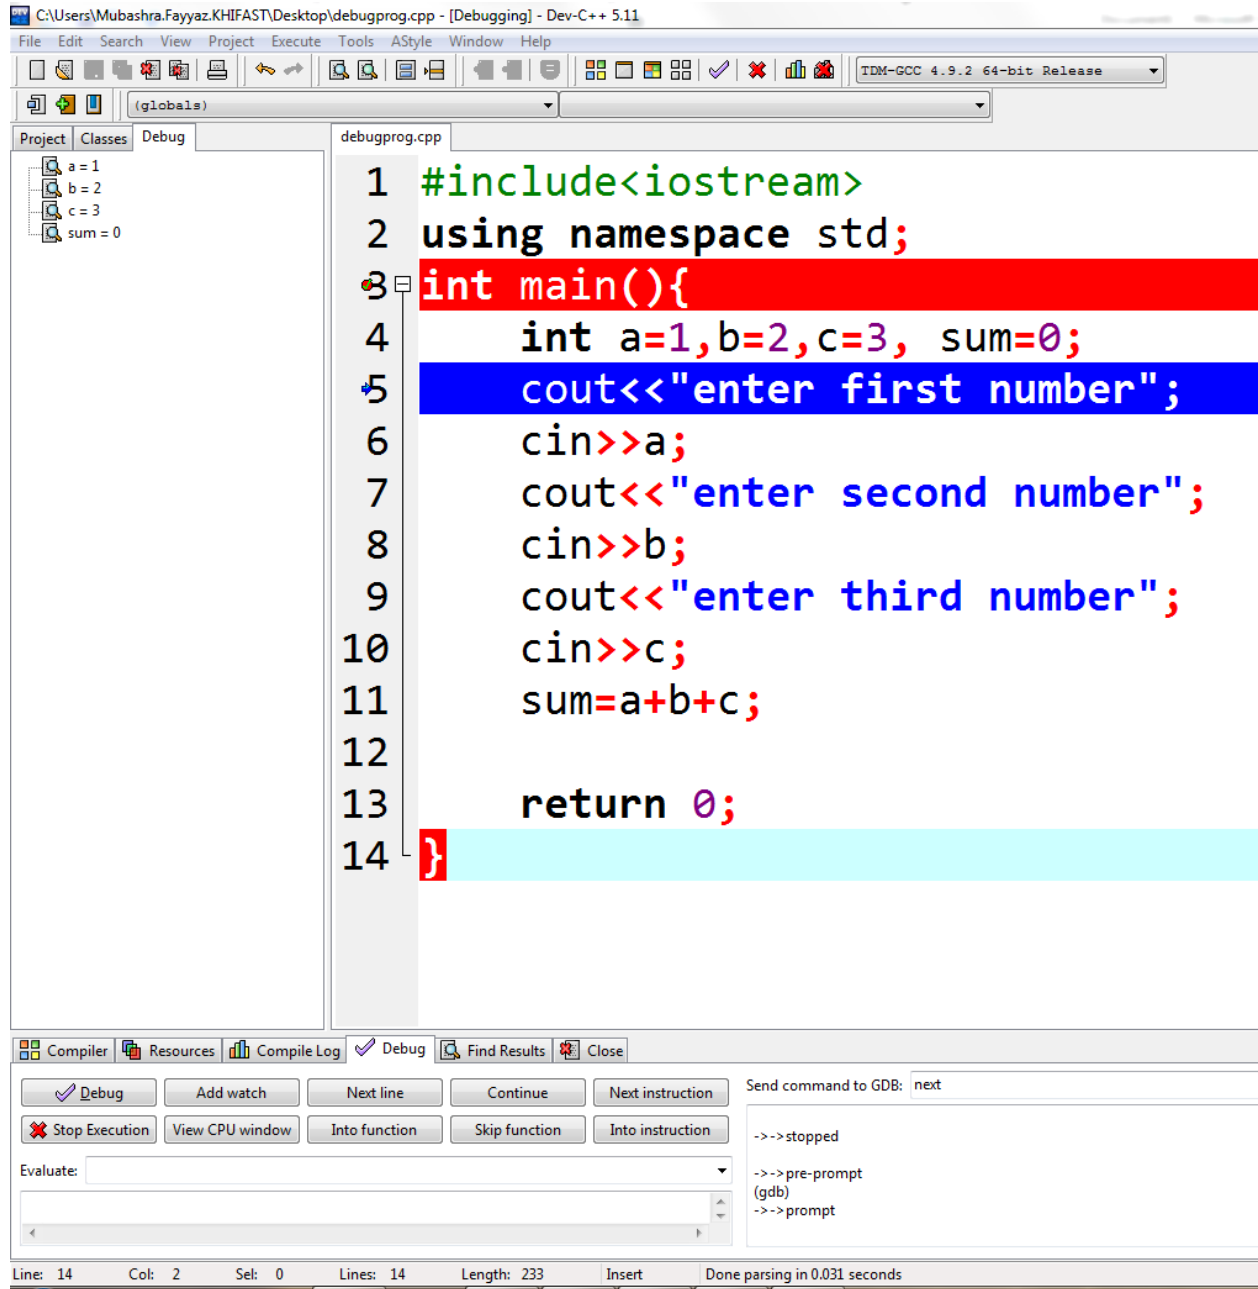 C:\Users\Mubashra.Fayyaz.KHIFAST\Desktop\debugprog.cpp - [Debugging] - Dev-C++ 5.11
File Edit Search View Project Execute Tools AStyle Window Help
TDM-GCC 4.9.2 64-bit Release
(globals)
Project Classes Debug
debugprog.cpp
a = 1
b = 2
c = 3
sum = 0
1 #include<iostream>
2 using namespace std;
3 int main(){
4 int a=1,b=2,c=3, sum=0;
5 cout<<"enter first number";
6 cin>>a;
7 cout<<"enter second number";
8 cin>>b;
9 cout<<"enter third number";
10 cin>>c;
11 sum=a+b+c;
12
13 return 0;
14 }
Compiler Resources Compile Log Debug Find Results Close
Debug Add watch Next line Continue Next instruction
Stop Execution View CPU window Into function Skip function Into instruction
Evaluate:
Send command to GDB: next
->->stopped
->->pre-prompt
(gdb)
->->prompt
Line: 14 Col: 2 Sel: 0 Lines: 14 Length: 233 Insert Done parsing in 0.031 seconds